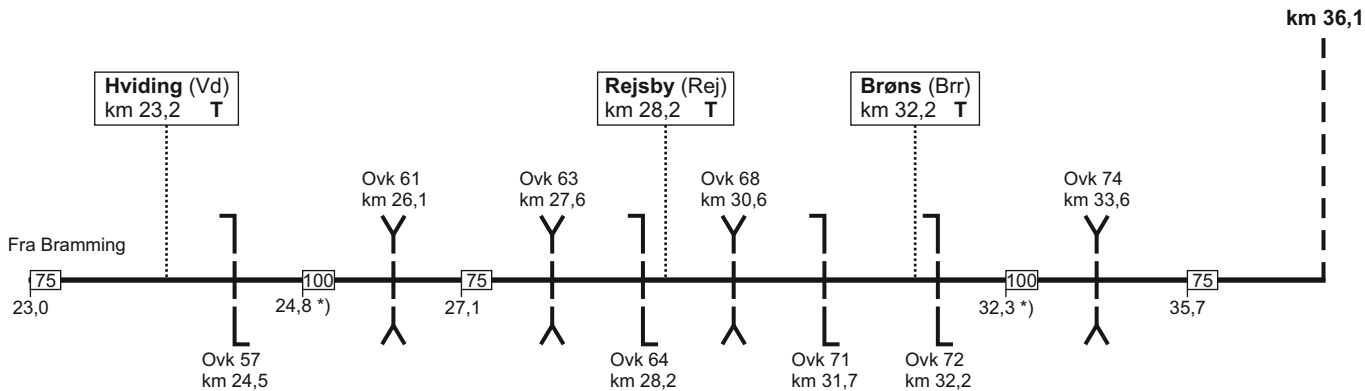 km 36,1
Hviding (Vd)
km 23,2 T
Rejsby (Rej)
km 28,2 T
Brøns (Brr)
km 32,2 T
Ovk 61
km 26,1
Ovk 63
km 27,6
Ovk 68
km 30,6
Ovk 74
km 33,6
Fra Bramming
75
100
75
100
75
23,0
24,8 *)
27,1
32,3 *)
35,7
Ovk 57
km 24,5
Ovk 64
km 28,2
Ovk 71
km 31,7
Ovk 72
km 32,2